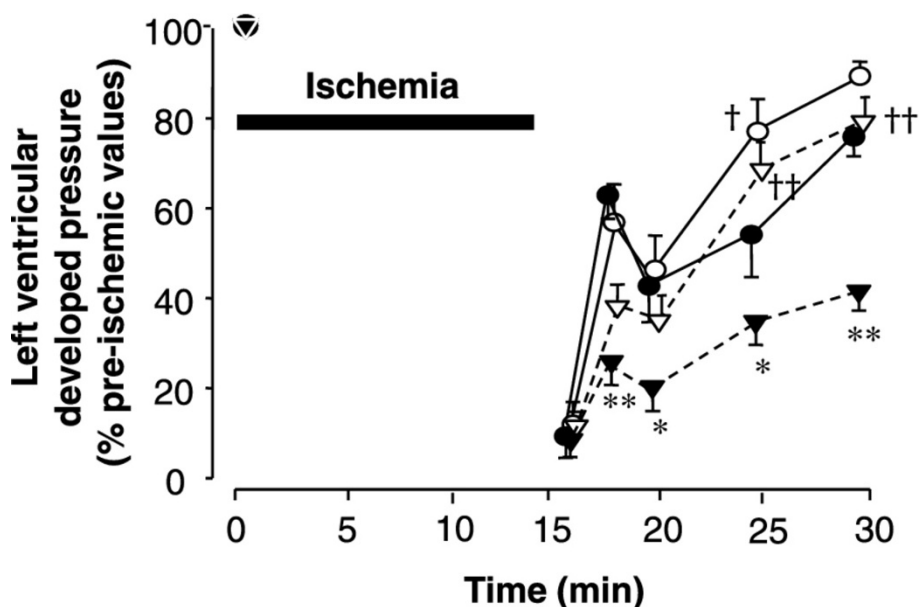 Left ventricular
developed pressure
(% pre-ischemic values)
100
80
60
40
20
0
Ischemia
†
††
††
**
*
*
**
0 5 10 15 20 25 30
Time (min)